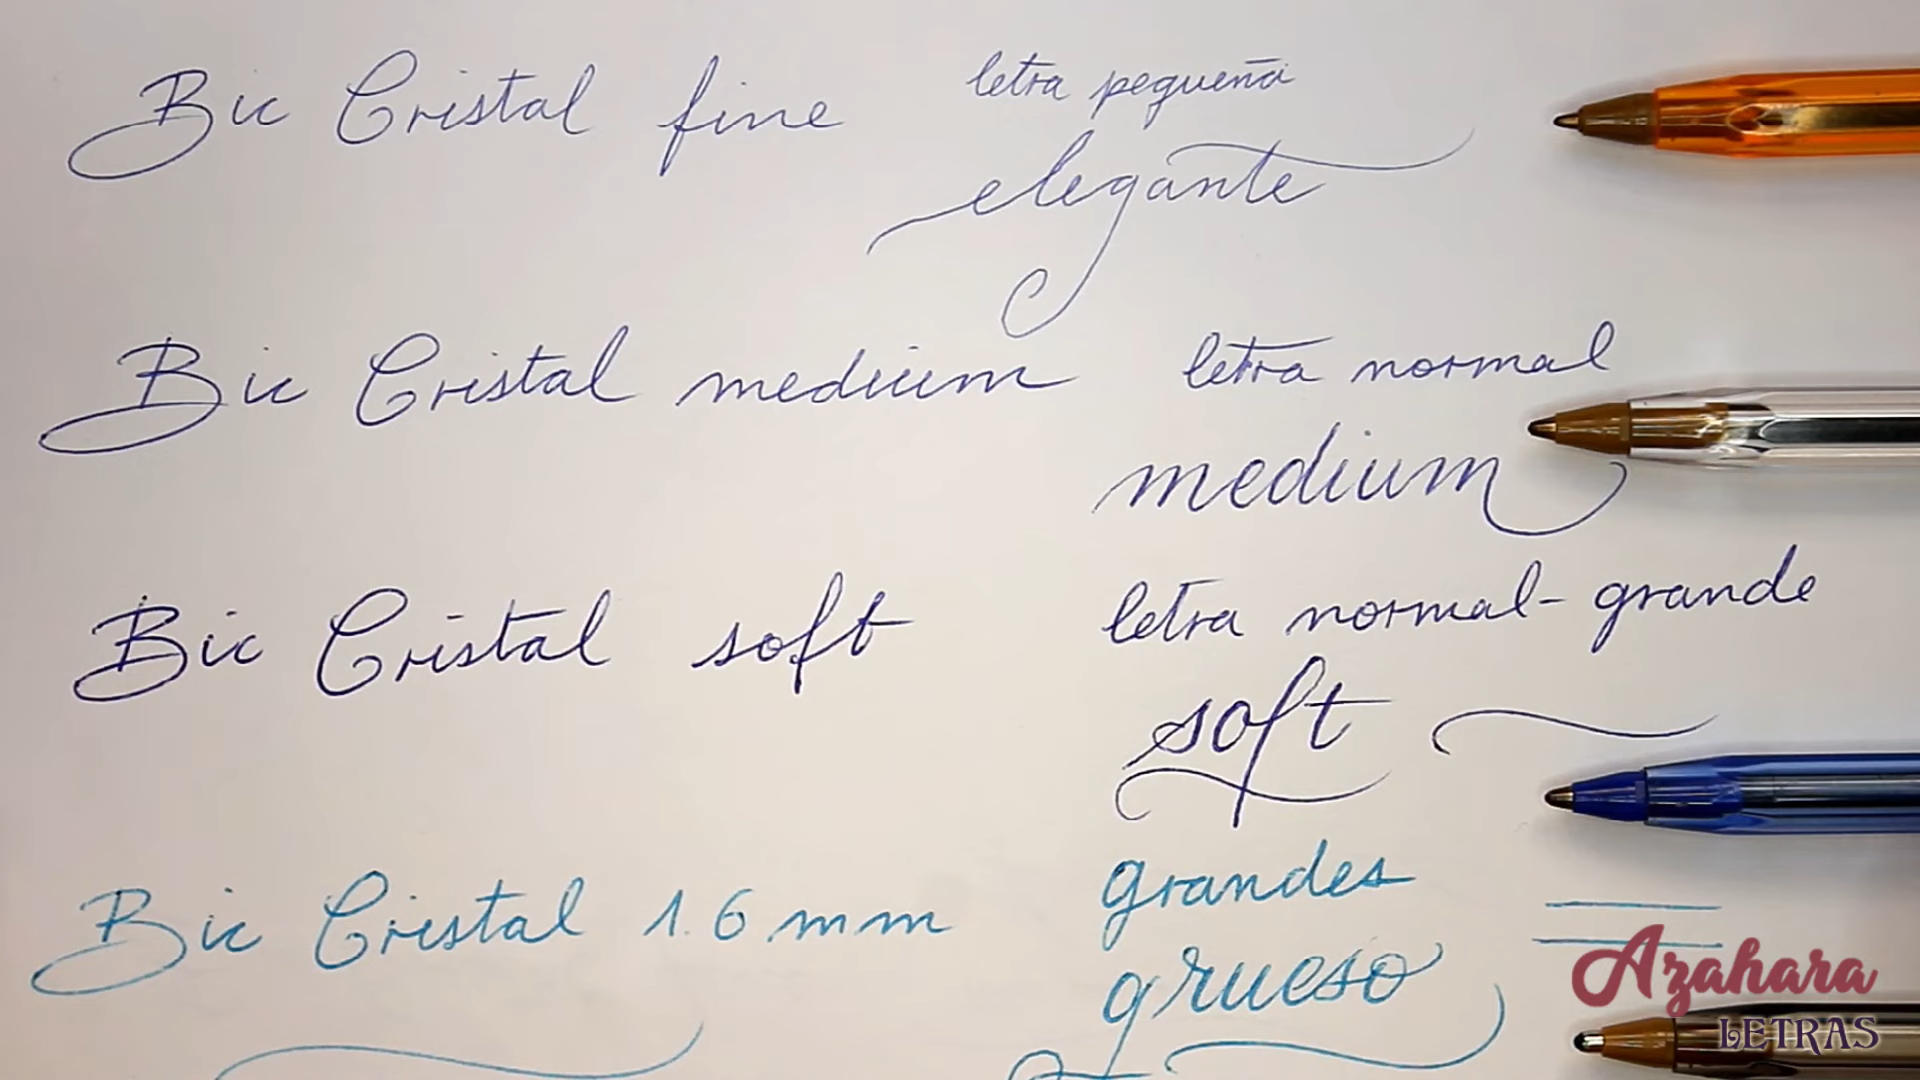 Bic Cristal fine letra pequeña
elegante
Bic Cristal medium letra normal
medium
Bic Cristal soft letra normal-grande
soft
grandes
Bic Cristal 1.6 mm
grueso
Azahara
LETRAS